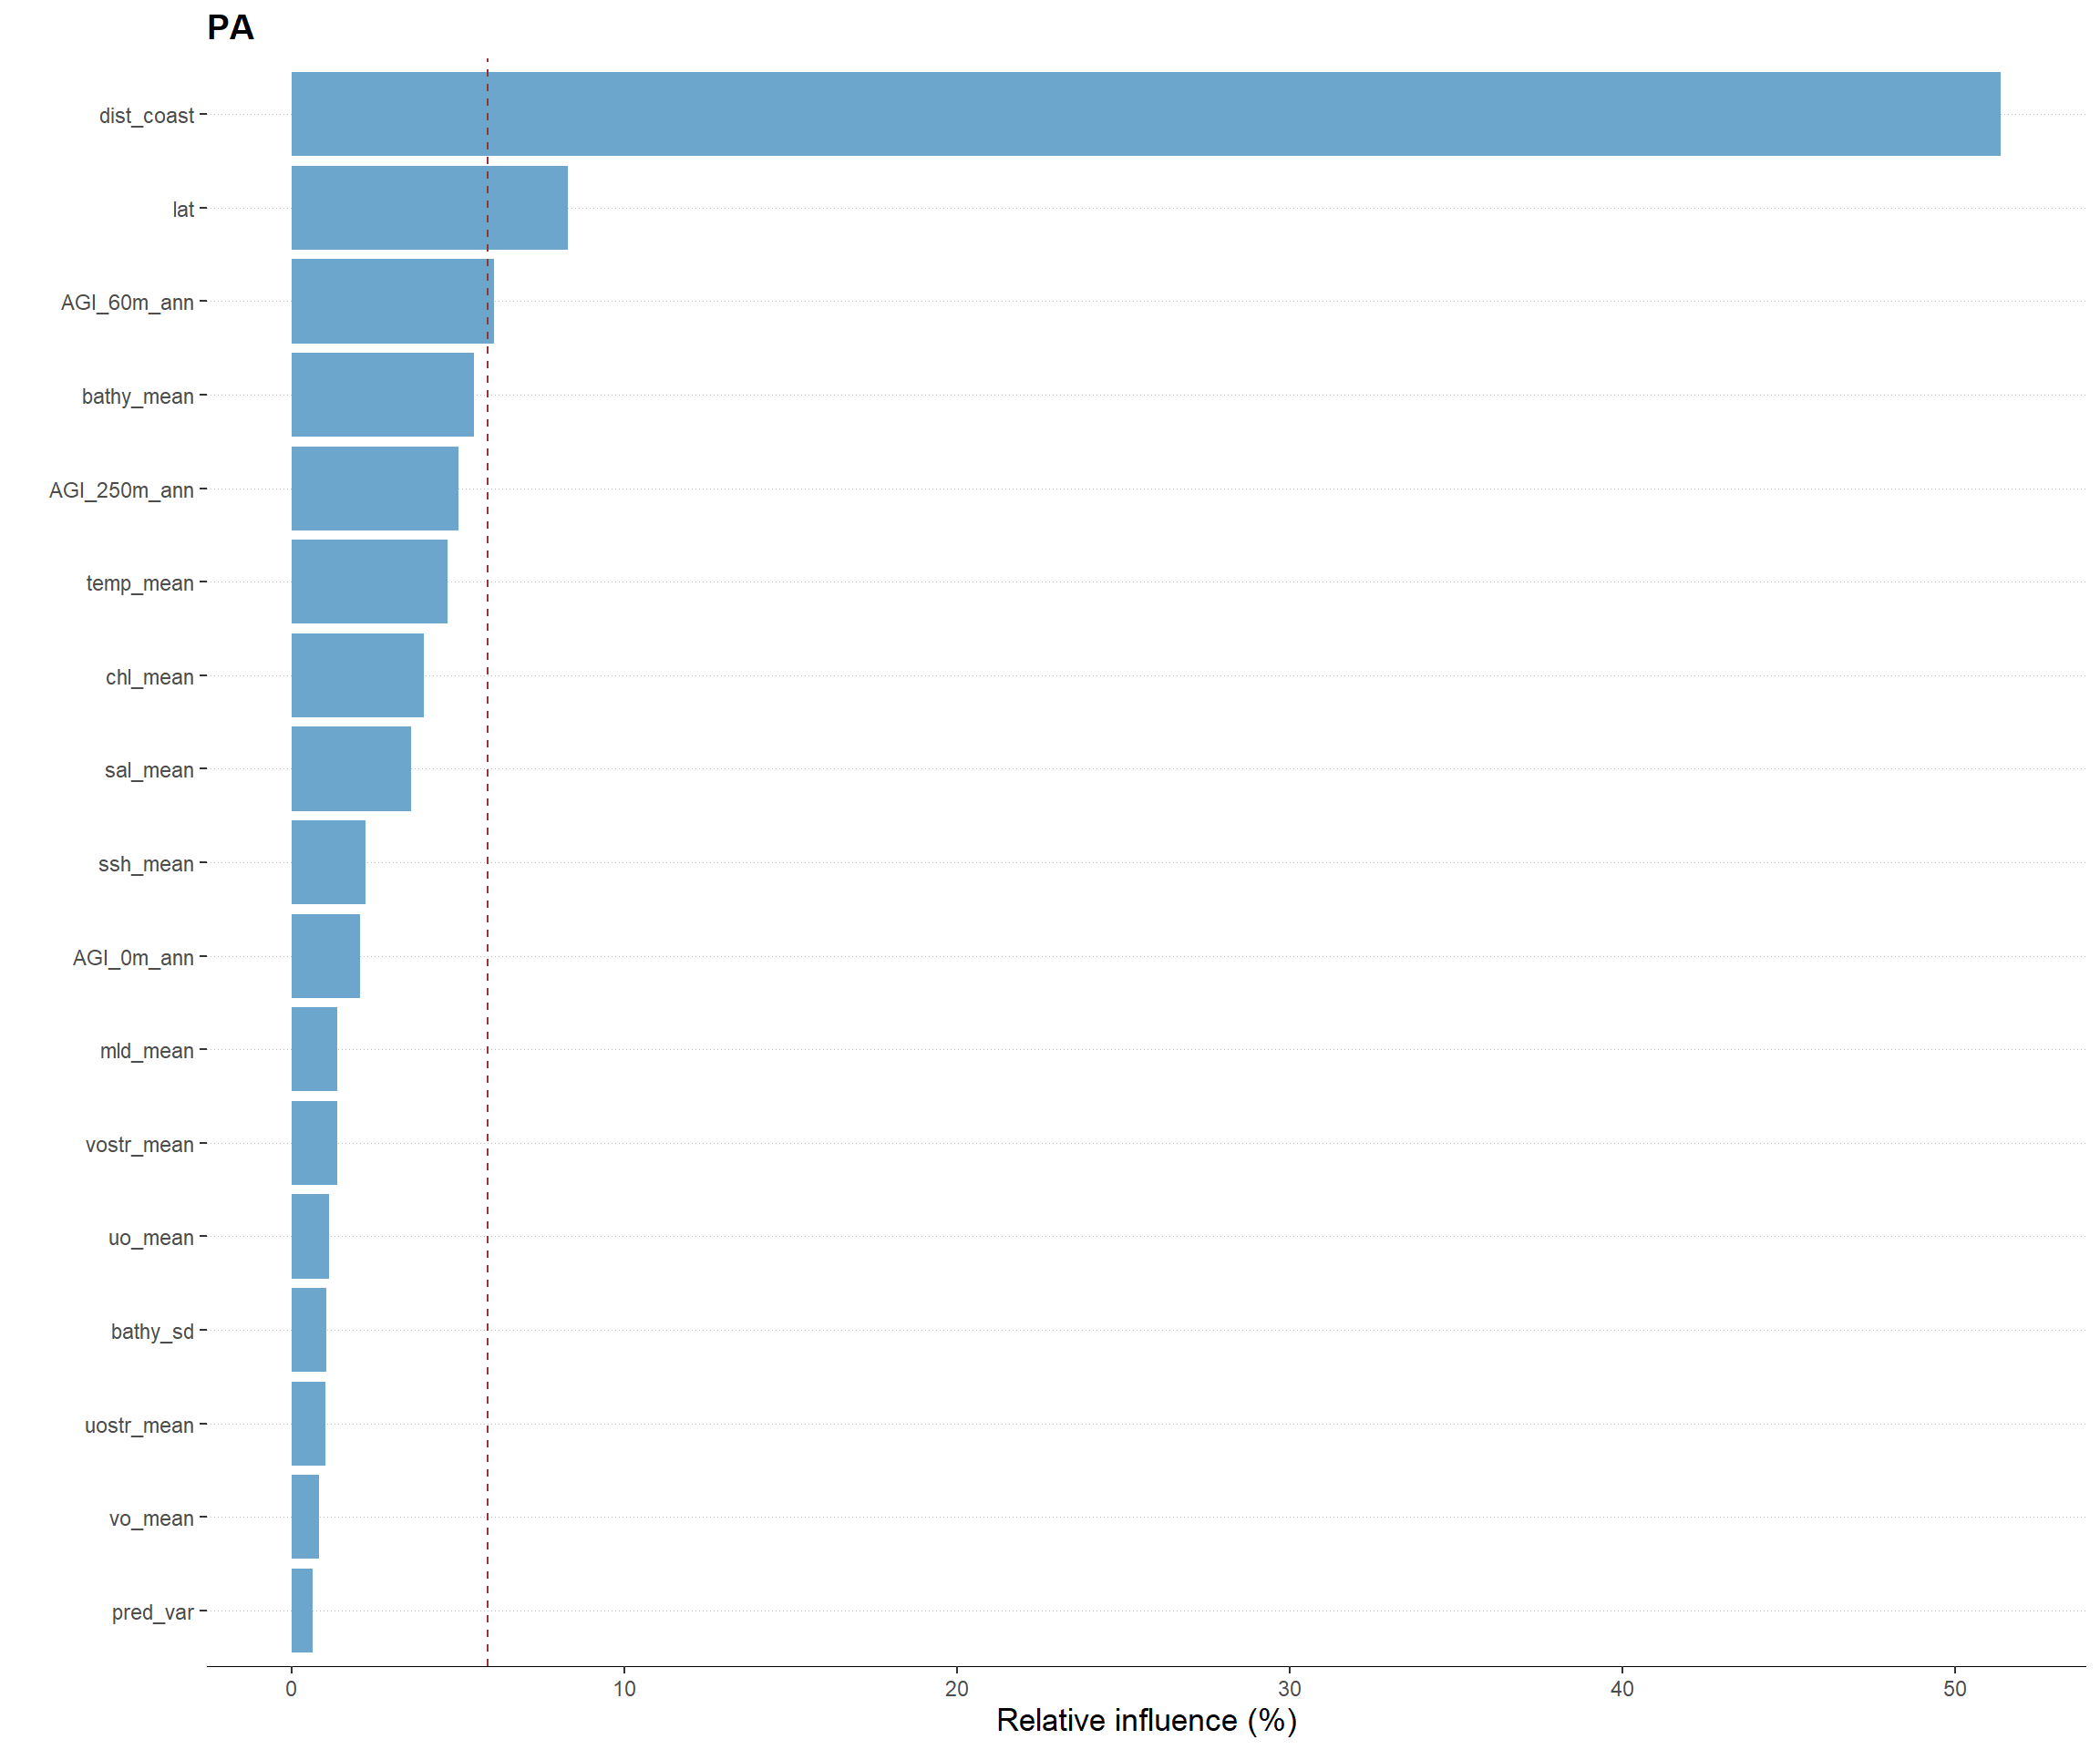 PA
dist_coast
lat
AGI_60m_ann
bathy_mean
AGI_250m_ann
temp_mean
chl_mean
sal_mean
ssh_mean
AGI_0m_ann
mld_mean
vostr_mean
uo_mean
bathy_sd
uostr_mean
vo_mean
pred_var
0 10 20 30 40 50
Relative influence (%)